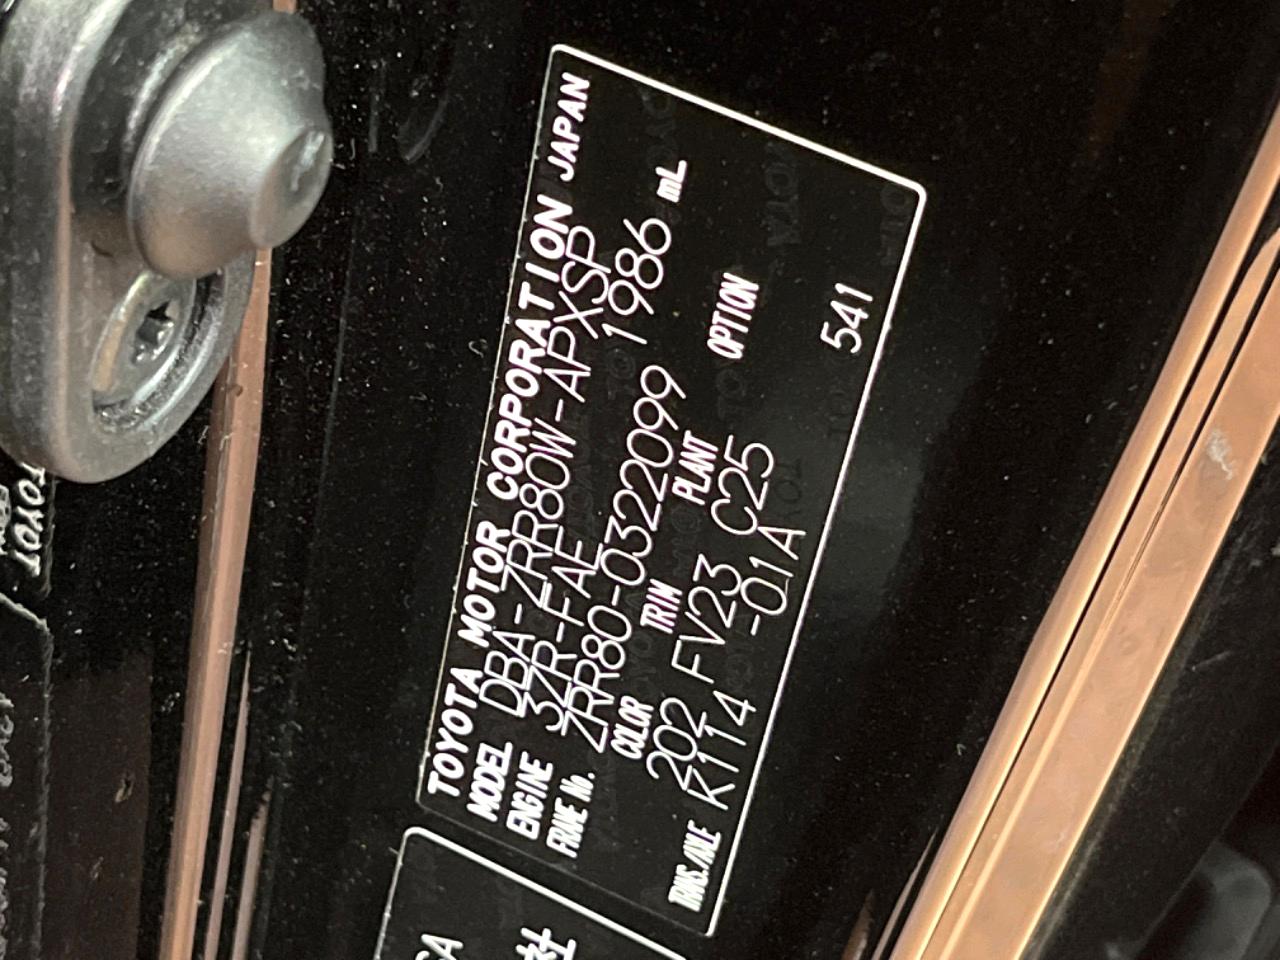 TOYOTA MOTOR CORPORATION JAPAN
MODEL DBA-ZRR80W-APXSP
ENGINE 3ZR-FAE 1986 mL
FRAME No. ZRR80-0322099
COLOR TRIM PLANT OPTION
202 FV23 C25
TRANS./AXLE K114 -01A 541